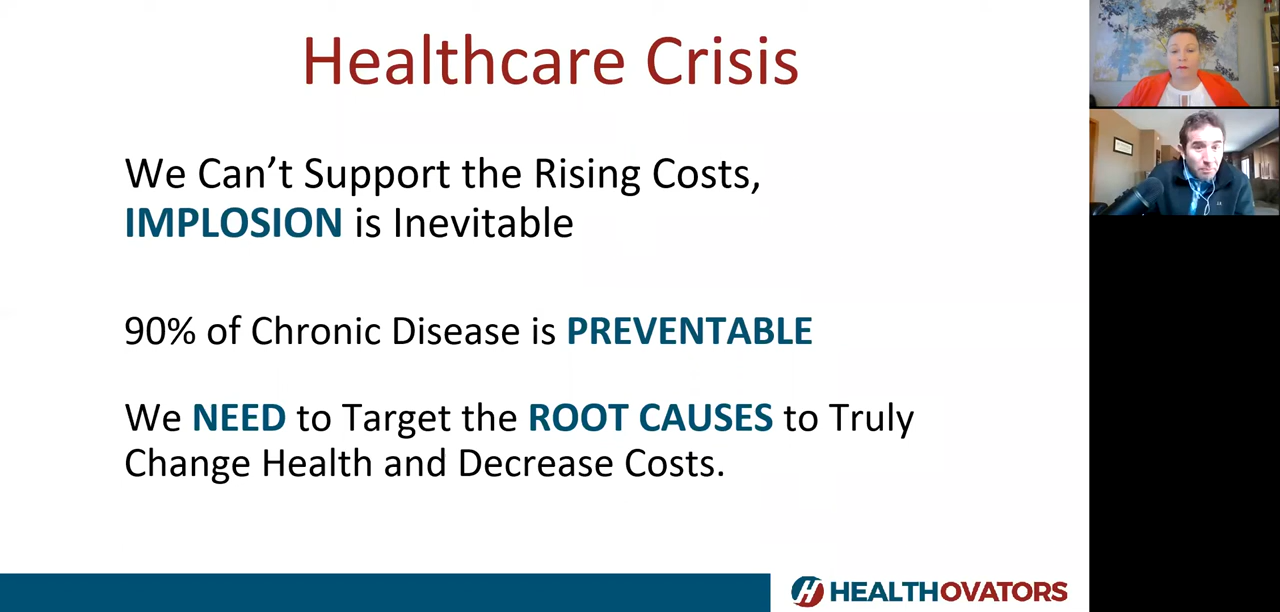 Healthcare Crisis
We Can’t Support the Rising Costs,
IMPLOSION is Inevitable
90% of Chronic Disease is PREVENTABLE
We NEED to Target the ROOT CAUSES to Truly
Change Health and Decrease Costs.
HEALTHOVATORS